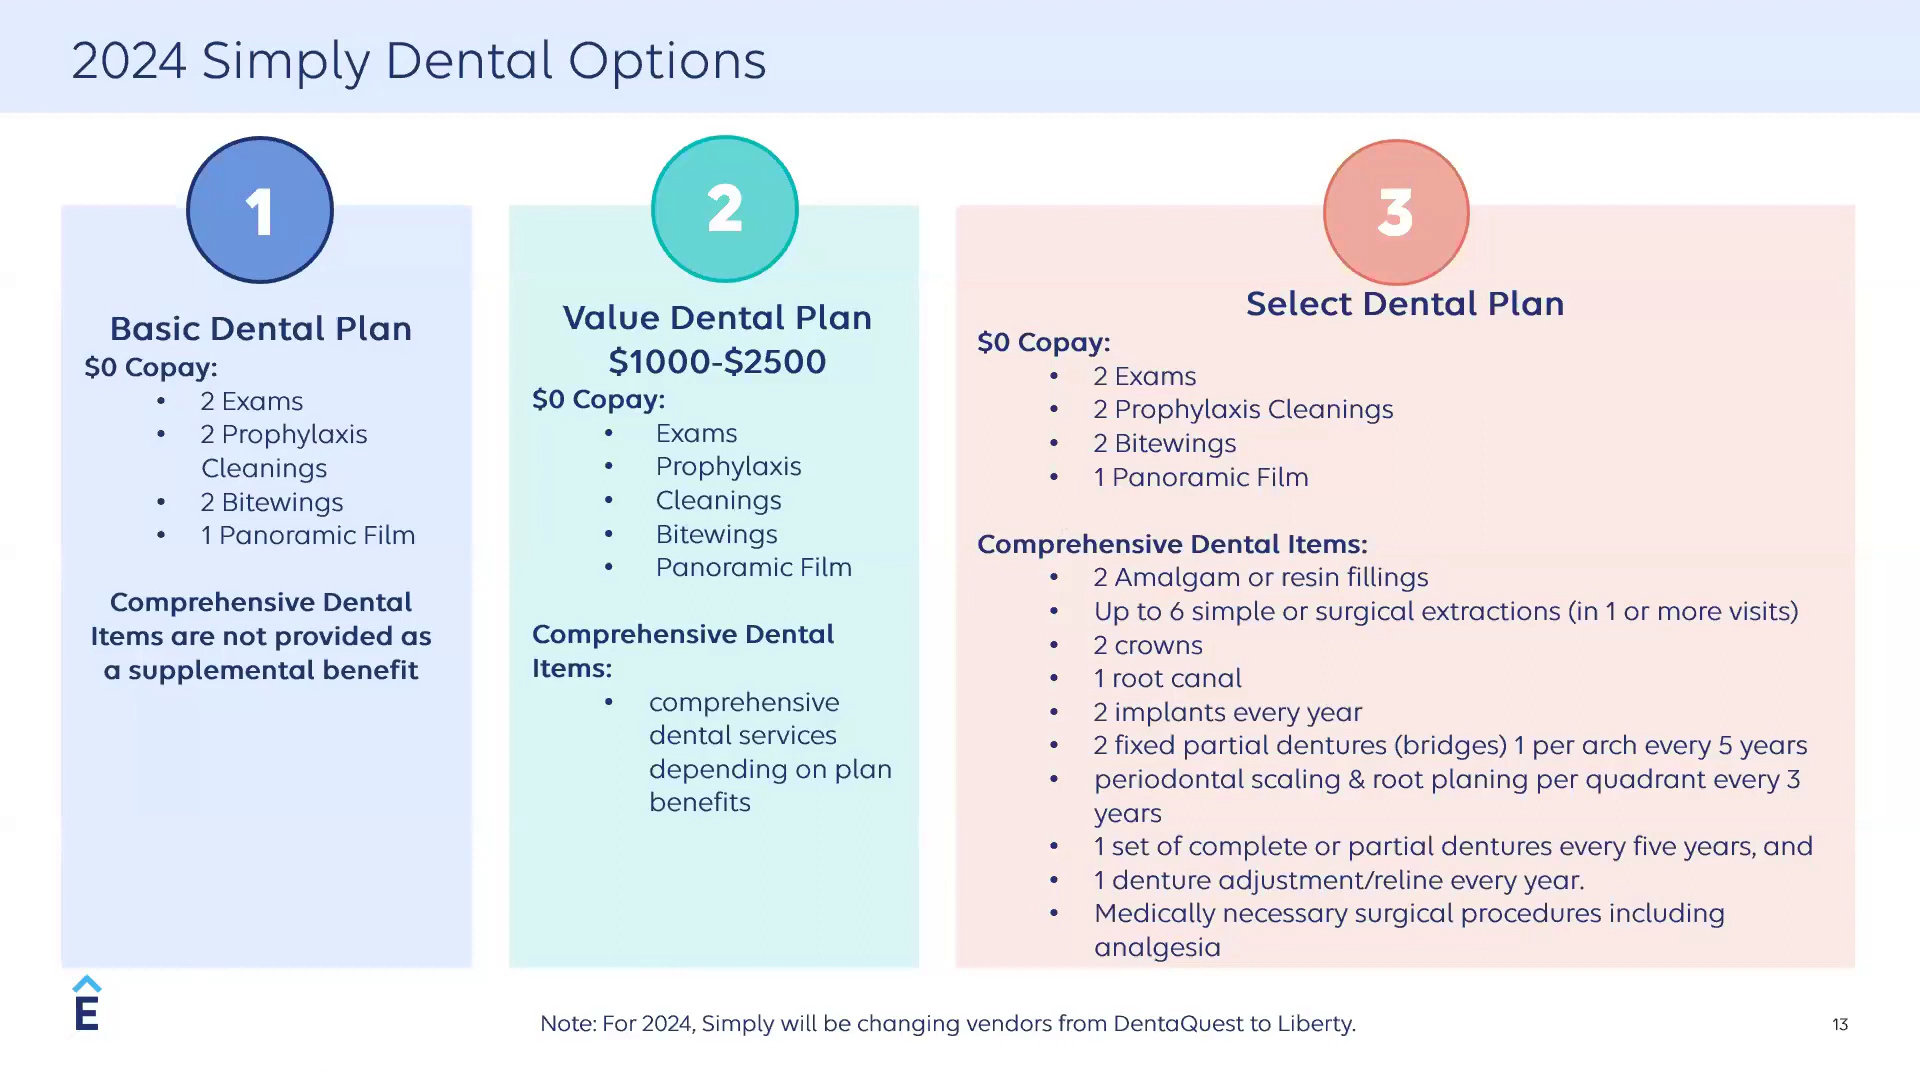 2024 Simply Dental Options
1
Basic Dental Plan
$0 Copay:
• 2 Exams
• 2 Prophylaxis
Cleanings
• 2 Bitewings
• 1 Panoramic Film
Comprehensive Dental
Items are not provided as
a supplemental benefit
2
Value Dental Plan
$1000-$2500
$0 Copay:
• Exams
• Prophylaxis
• Cleanings
• Bitewings
• Panoramic Film
Comprehensive Dental
Items:
• comprehensive
dental services
depending on plan
benefits
3
Select Dental Plan
$0 Copay:
• 2 Exams
• 2 Prophylaxis Cleanings
• 2 Bitewings
• 1 Panoramic Film
Comprehensive Dental Items:
• 2 Amalgam or resin fillings
• Up to 6 simple or surgical extractions (in 1 or more visits)
• 2 crowns
• 1 root canal
• 2 implants every year
• 2 fixed partial dentures (bridges) 1 per arch every 5 years
• periodontal scaling & root planing per quadrant every 3
years
• 1 set of complete or partial dentures every five years, and
• 1 denture adjustment/reline every year.
• Medically necessary surgical procedures including
analgesia
E
Note: For 2024, Simply will be changing vendors from DentaQuest to Liberty.
13